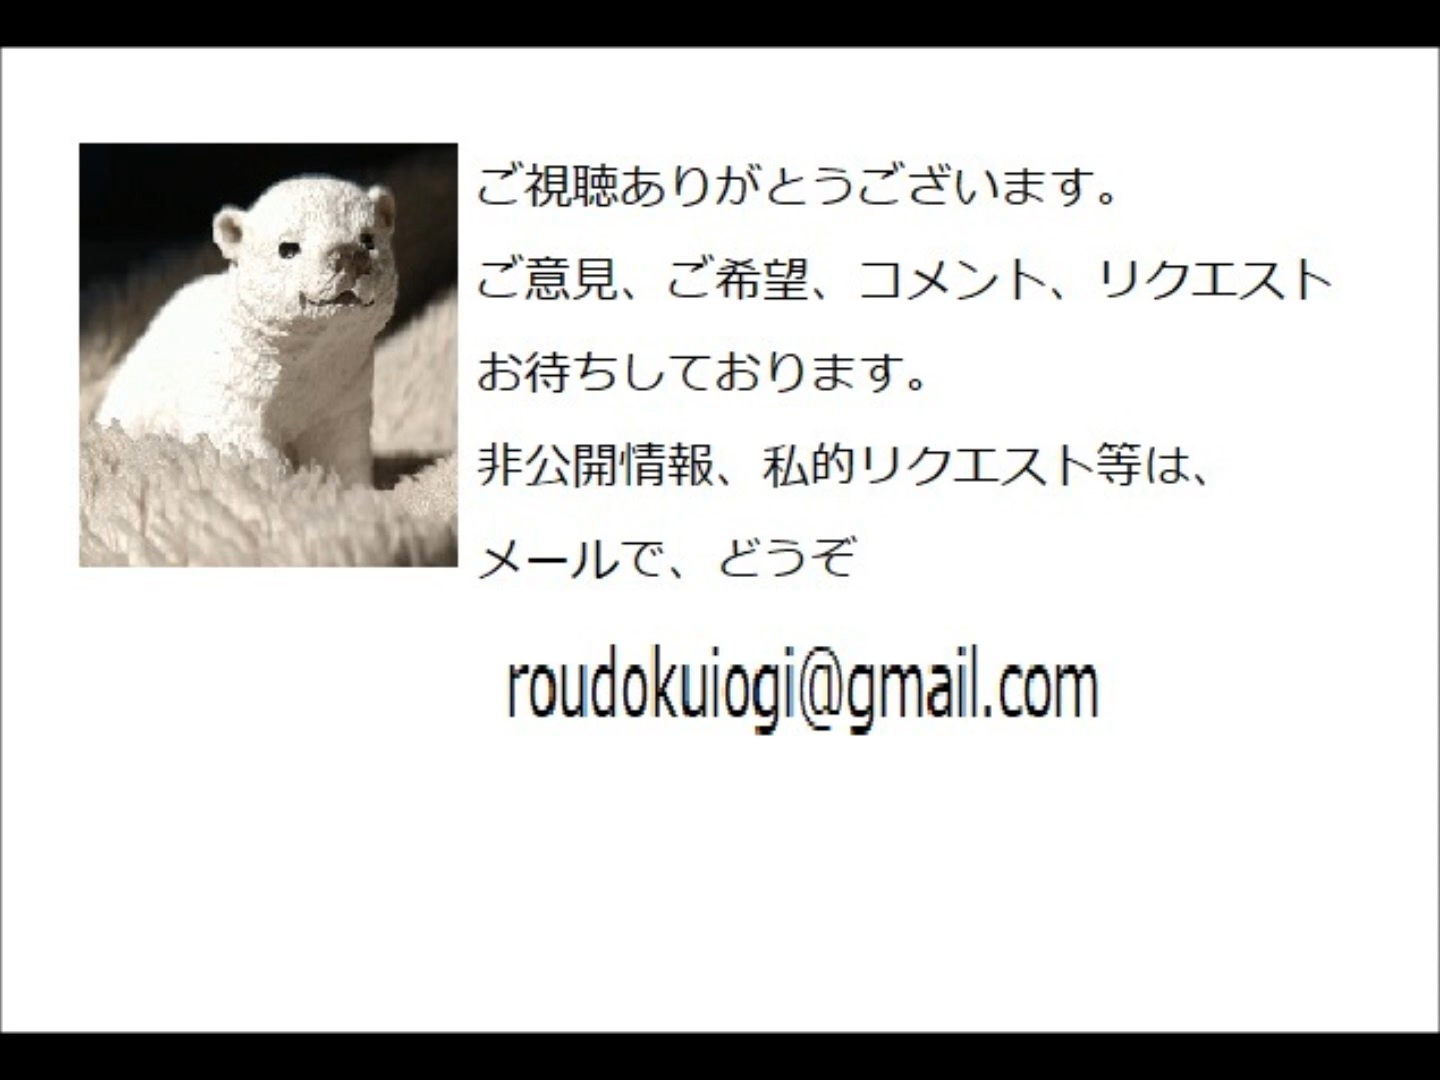 ご視聴ありがとうございます。
ご意見、ご希望、コメント、リクエスト
お待ちしております。
非公開情報、私的リクエスト等は、
メールで、どうぞ
roudokuiogi@gmail.com